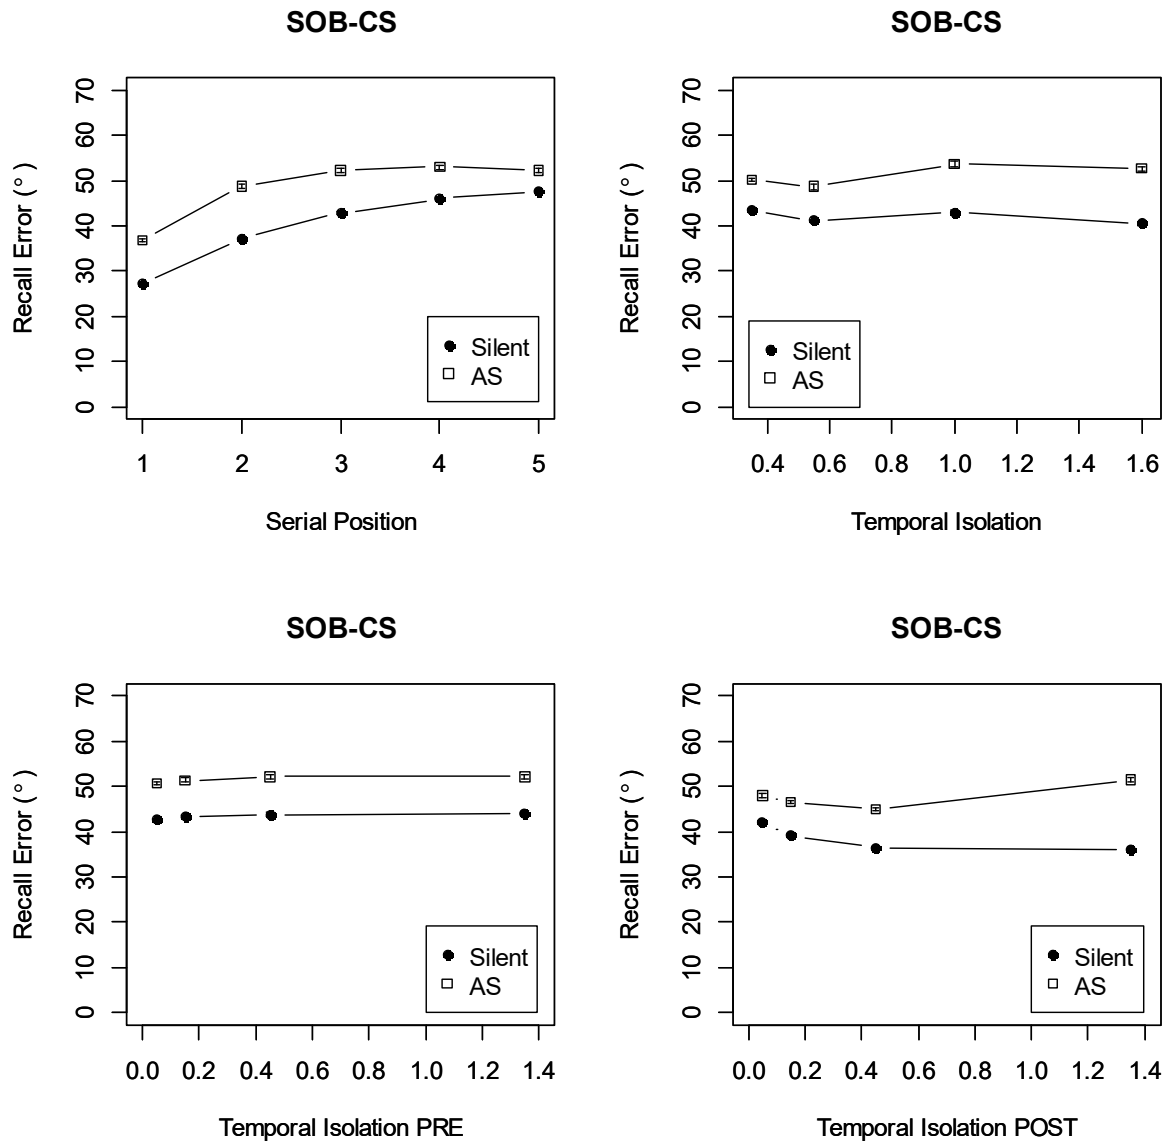 SOB-CS
Recall Error ( ° )
70
60
50
40
30
20
10
0
Silent
AS
1 2 3 4 5
Serial Position
SOB-CS
Recall Error ( ° )
70
60
50
40
30
20
10
0
Silent
AS
0.4 0.6 0.8 1.0 1.2 1.4 1.6
Temporal Isolation
SOB-CS
Recall Error ( ° )
70
60
50
40
30
20
10
0
Silent
AS
0.0 0.2 0.4 0.6 0.8 1.0 1.2 1.4
Temporal Isolation PRE
SOB-CS
Recall Error ( ° )
70
60
50
40
30
20
10
0
Silent
AS
0.0 0.2 0.4 0.6 0.8 1.0 1.2 1.4
Temporal Isolation POST